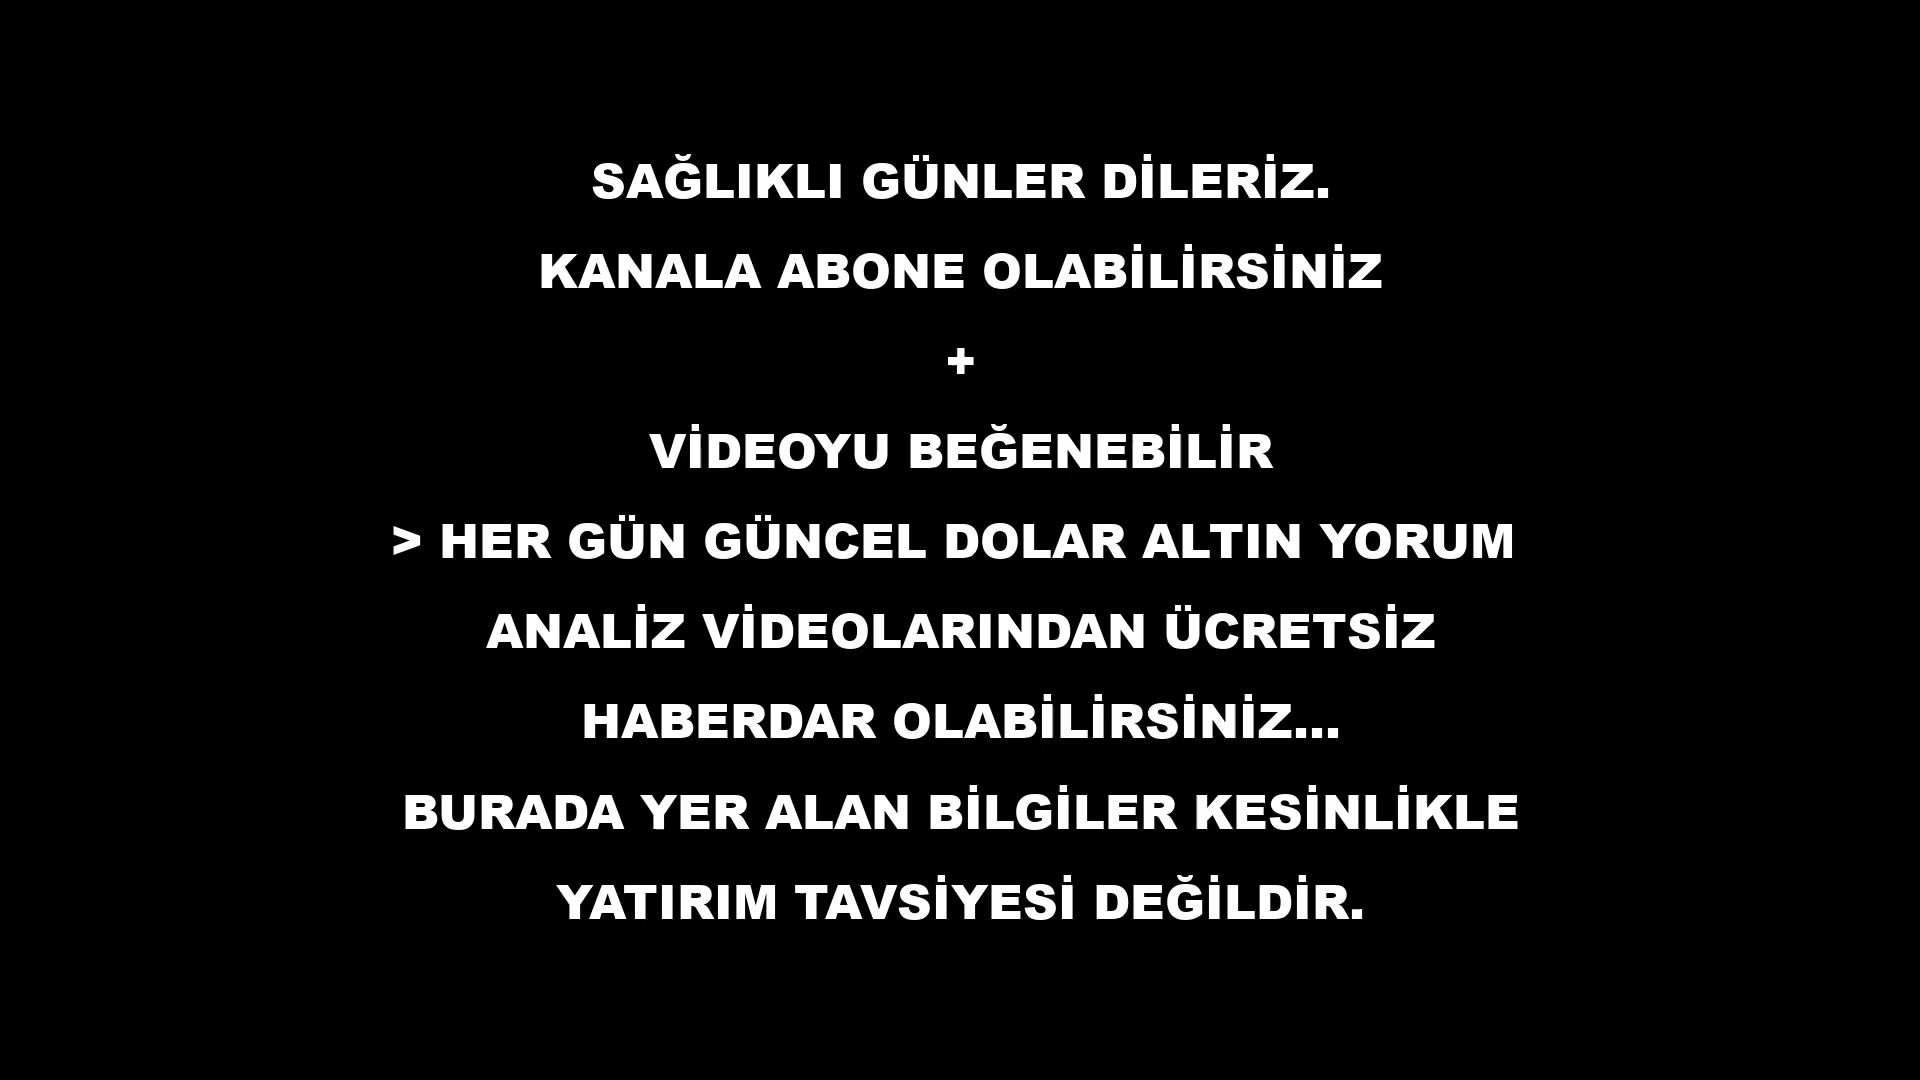 SAĞLIKLI GÜNLER DİLERİZ.
KANALA ABONE OLABİLİRSİNİZ
+
VİDEOYU BEĞENEBİLİR
> HER GÜN GÜNCEL DOLAR ALTIN YORUM
ANALİZ VİDEOLARINDAN ÜCRETSİZ
HABERDAR OLABİLİRSİNİZ...
BURADA YER ALAN BİLGİLER KESİNLİKLE
YATIRIM TAVSİYESİ DEĞİLDİR.